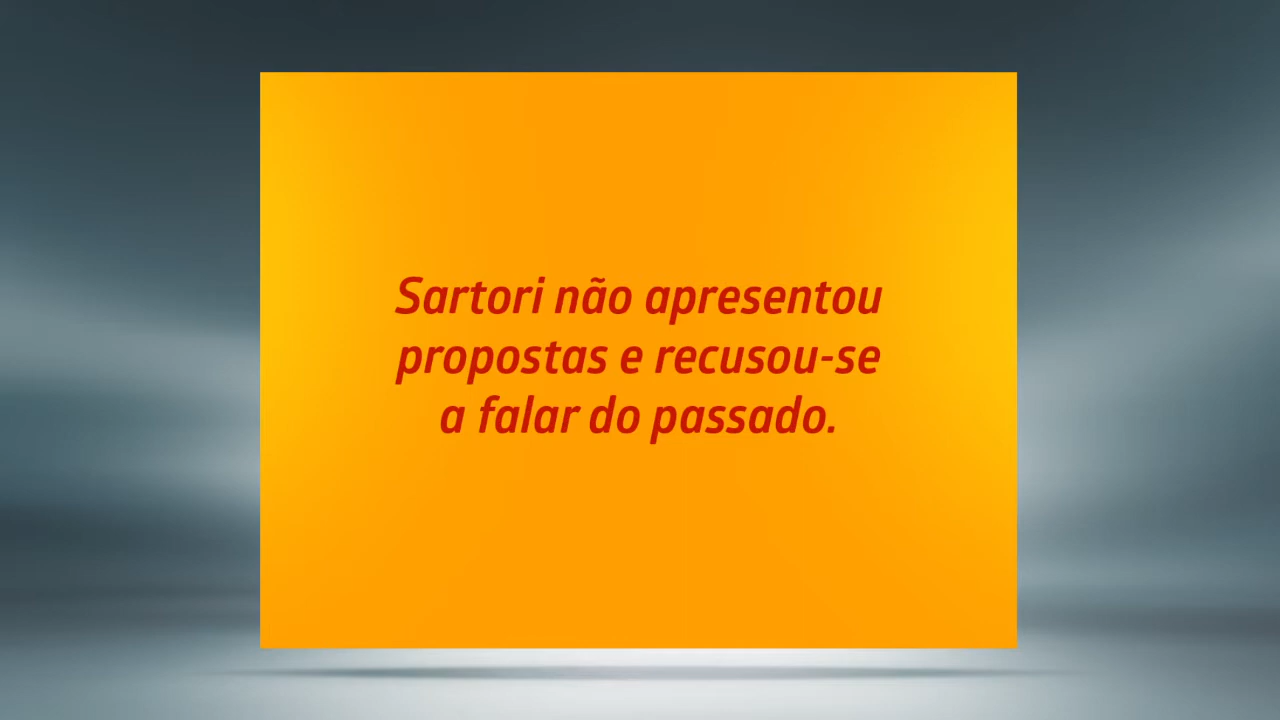 Sartori não apresentou
propostas e recusou-se
a falar do passado.